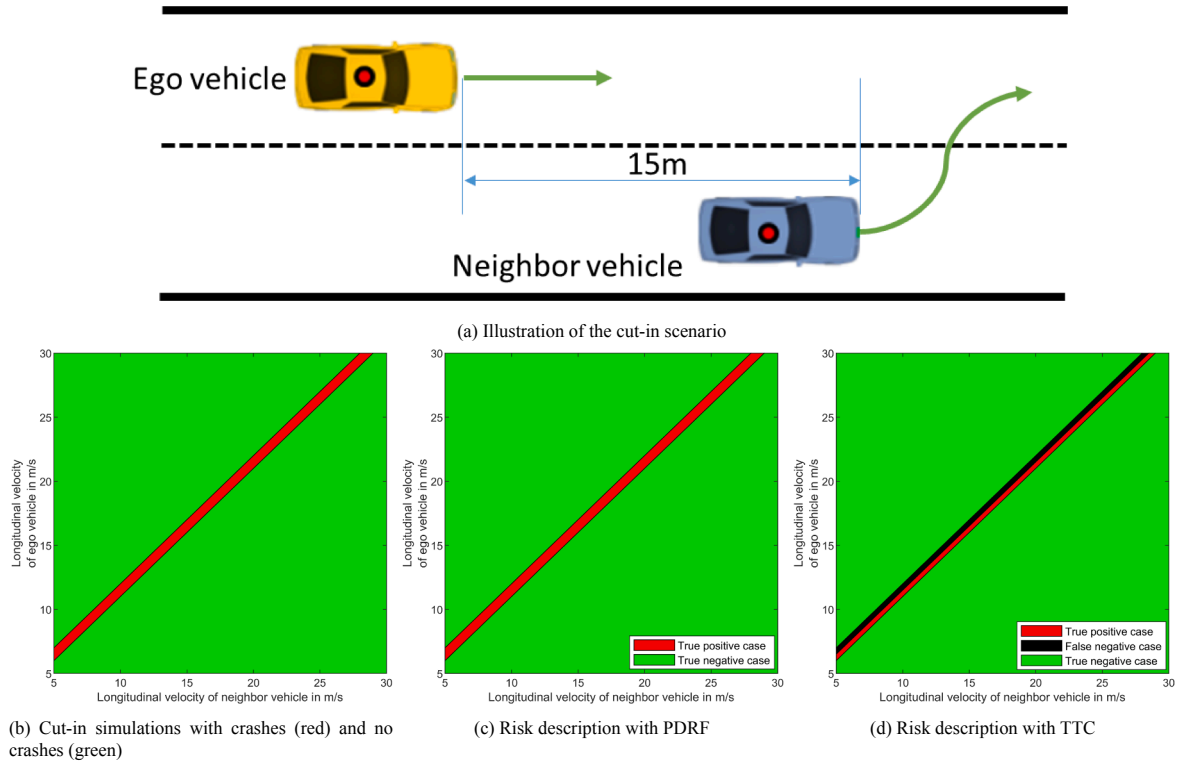 Ego vehicle
15m
Neighbor vehicle
(a) Illustration of the cut-in scenario
30
25
20
15
10
5
Longitudinal velocity
of ego vehicle in m/s
5 10 15 20 25 30
Longitudinal velocity of neighbor vehicle in m/s
(b) Cut-in simulations with crashes (red) and no
crashes (green)
30
25
20
15
10
5
Longitudinal velocity
of ego vehicle in m/s
True positive case
True negative case
5 10 15 20 25 30
Longitudinal velocity of neighbor vehicle in m/s
(c) Risk description with PDRF
30
25
20
15
10
5
Longitudinal velocity
of ego vehicle in m/s
True positive case
False negative case
True negative case
5 10 15 20 25 30
Longitudinal velocity of neighbor vehicle in m/s
(d) Risk description with TTC